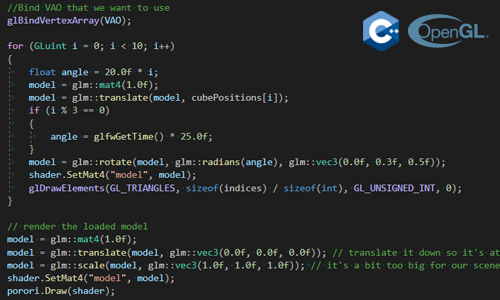 //Bind VAO that we want to use
glBindVertexArray(VAO);
for (GLuint i = 0; i < 10; i++)
{
float angle = 20.0f * i;
model = glm::mat4(1.0f);
model = glm::translate(model, cubePositions[i]);
if (i % 3 == 0)
{
angle = glfwGetTime() * 25.0f;
}
model = glm::rotate(model, glm::radians(angle), glm::vec3(0.0f, 0.3f, 0.5f));
shader.SetMat4("model", model);
glDrawElements(GL_TRIANGLES, sizeof(indices) / sizeof(int), GL_UNSIGNED_INT, 0);
}
// render the loaded model
model = glm::mat4(1.0f);
model = glm::translate(model, glm::vec3(0.0f, 0.0f, 0.0f)); // translate it down so it's at
model = glm::scale(model, glm::vec3(1.0f, 1.0f, 1.0f)); // it's a bit too big for our scene
shader.SetMat4("model", model);
porori.Draw(shader);
C++
OpenGL